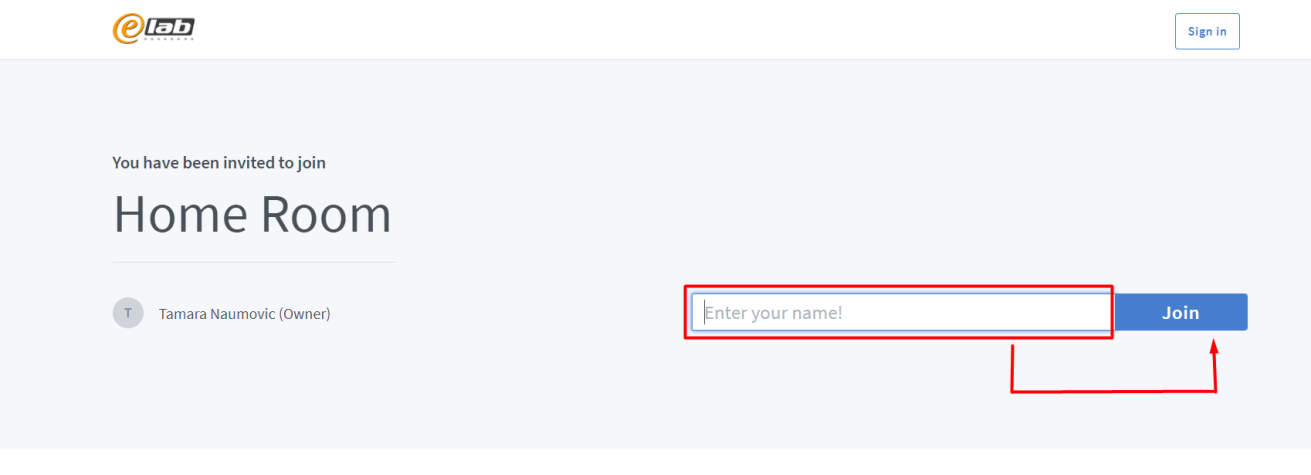 elab
Sign in
You have been invited to join
Home Room
T
Tamara Naumovic (Owner)
Enter your name!
Join